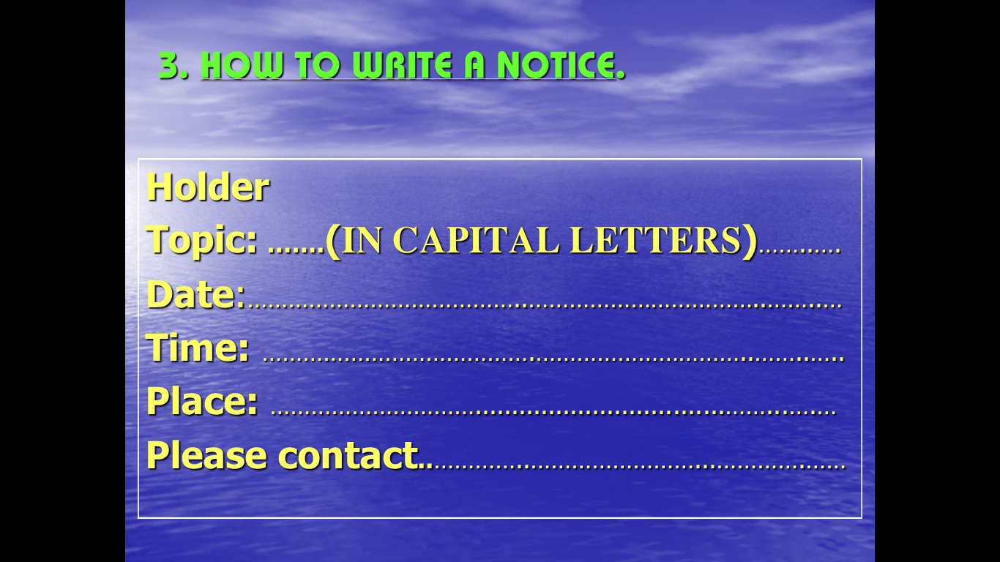 3. HOW TO WRITE A NOTICE.
Holder
Topic: .......(IN CAPITAL LETTERS)..............
Date:................................................................................
Time: ..............................................................................
Place: .............................................................................
Please contact.........................................................